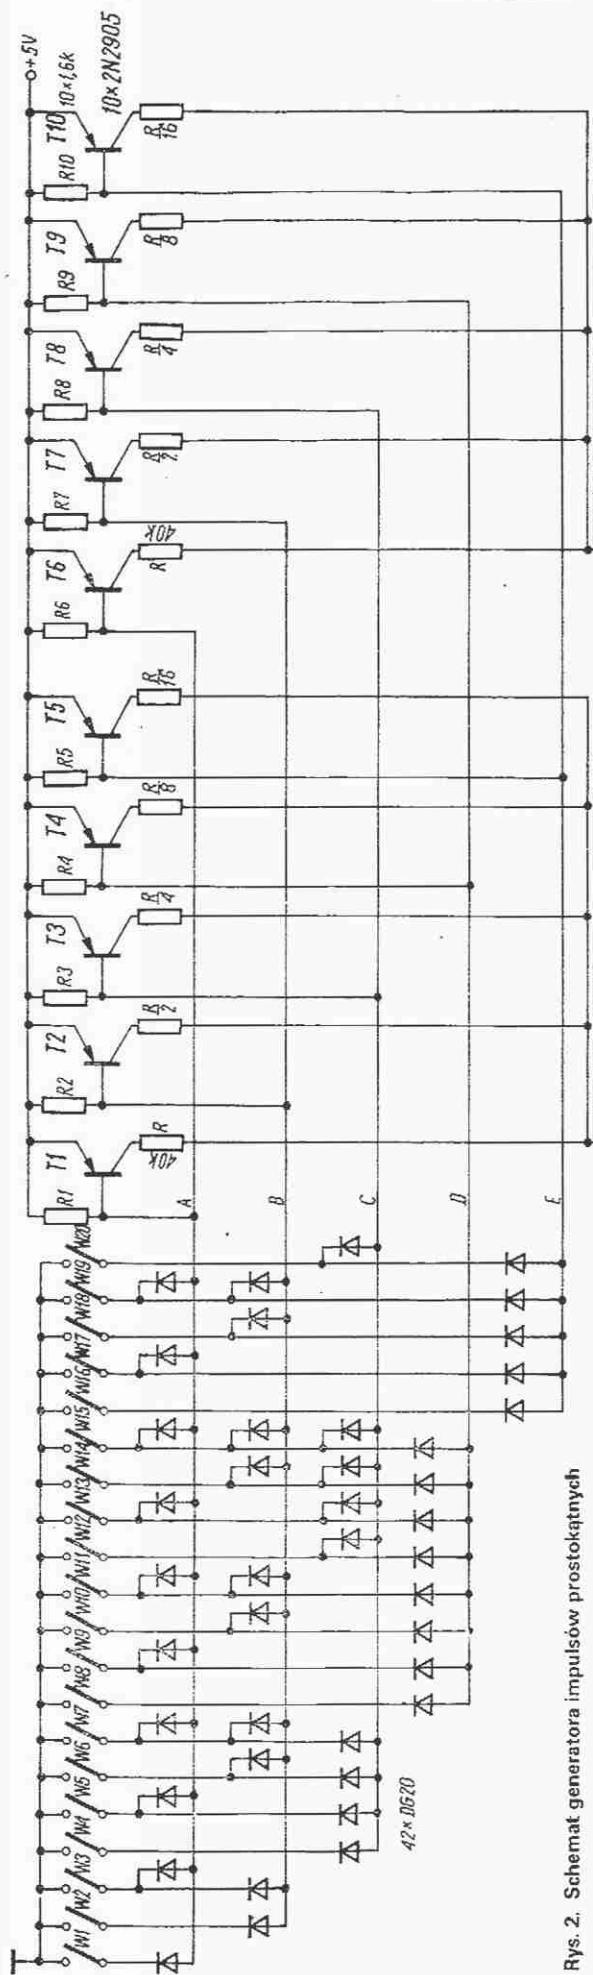 W1
W2
W3
W4
W5
W6
W7
W8
W9
W10
W11
W12
W13
W14
W15
W16
W17
W18
W19
W20
R1
T1
R2
T2
R3
T3
R4
T4
R5
T5
R6
T6
R7
T7
R8
T8
R9
T9
R10
T10
+5V
10×1,6k
10×2N2905
R
40k
R/2
R/4
R/8
R/16
R
40k
R/2
R/4
R/8
R/16
A
B
C
D
E
42×DG20
Rys. 2. Schemat generatora impulsów prostokątnych